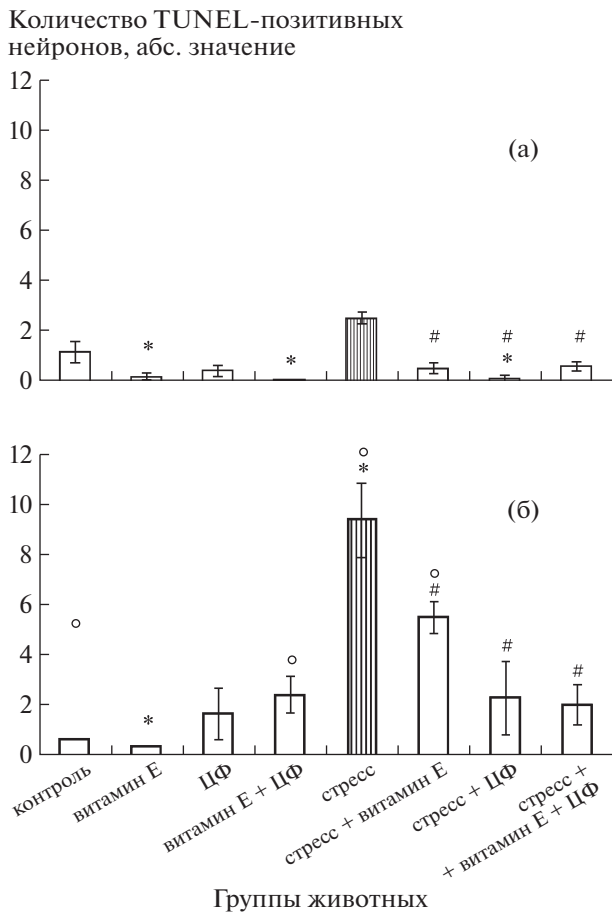 Количество TUNEL-позитивных
нейронов, абс. значение
12
10
8
6
4
2
0
(а)
*
*
#
#
*
#
12
10
8
6
4
2
0
(б)
°
*
°
°
*
°
#
#
#
контроль
витамин Е
ЦФ
витамин Е + ЦФ
стресс
стресс + витамин Е
стресс + ЦФ
стресс +
+ витамин Е + ЦФ
Группы животных